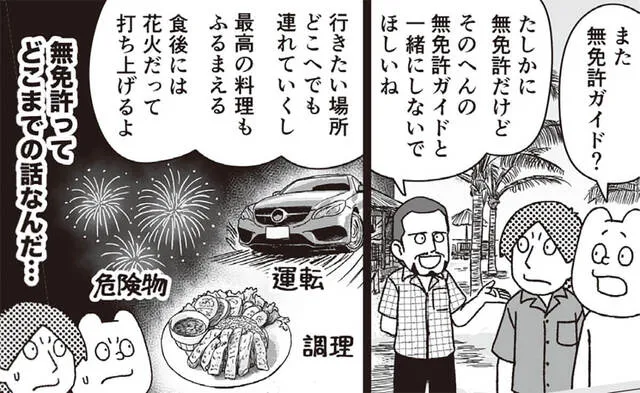 また
無免許ガイド?
たしかに
無免許だけど
そのへんの
無免許ガイドと
一緒にしないで
ほしいね
行きたい場所
どこへでも
連れていくし
最高の料理も
ふるまえる
食後には
花火だって
打ち上げるよ
運転
調理
危険物
無免許って
どこまでの話なんだ…